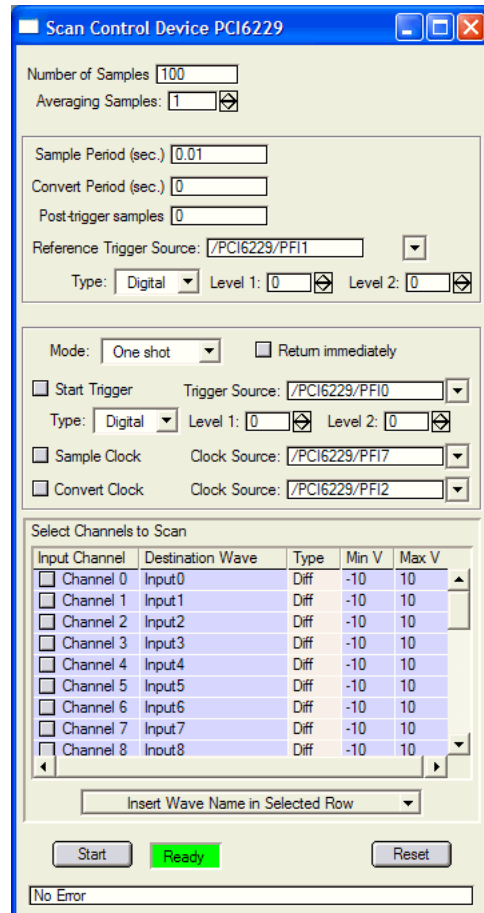 Scan Control Device PCI6229
Number of Samples 100
Averaging Samples: 1
Sample Period (sec.) 0.01
Convert Period (sec.) 0
Post-trigger samples 0
Reference Trigger Source: /PCI6229/PFI1
Type: Digital Level 1: 0 Level 2: 0
Mode: One shot Return immediately
Start Trigger Trigger Source: /PCI6229/PFI0
Type: Digital Level 1: 0 Level 2: 0
Sample Clock Clock Source: /PCI6229/PFI7
Convert Clock Clock Source: /PCI6229/PFI2
Select Channels to Scan
Input Channel Destination Wave Type Min V Max V
Channel 0 Input0 Diff -10 10
Channel 1 Input1 Diff -10 10
Channel 2 Input2 Diff -10 10
Channel 3 Input3 Diff -10 10
Channel 4 Input4 Diff -10 10
Channel 5 Input5 Diff -10 10
Channel 6 Input6 Diff -10 10
Channel 7 Input7 Diff -10 10
Channel 8 Input8 Diff -10 10
Insert Wave Name in Selected Row
Start Ready Reset
No Error